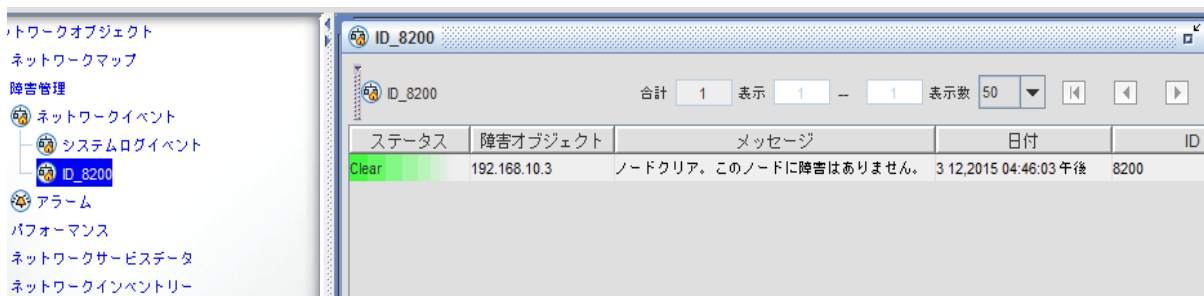 トワークオブジェクト
ネットワークマップ
障害管理
ネットワークイベント
システムログイベント
ID_8200
アラーム
パフォーマンス
ネットワークサービスデータ
ネットワークインベントリー
ID_8200
ID_8200 合計 1 表示 1 -- 1 表示数 50
ステータス 障害オブジェクト メッセージ 日付 ID
Clear 192.168.10.3 ノードクリア。このノードに障害はありません。 3 12,2015 04:46:03 午後 8200